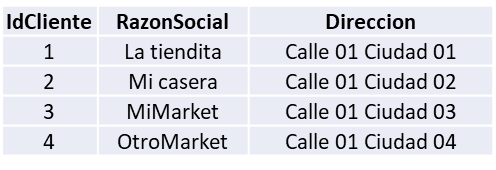 IdCliente RazonSocial Direccion
1 La tiendita Calle 01 Ciudad 01
2 Mi casera Calle 01 Ciudad 02
3 MiMarket Calle 01 Ciudad 03
4 OtroMarket Calle 01 Ciudad 04